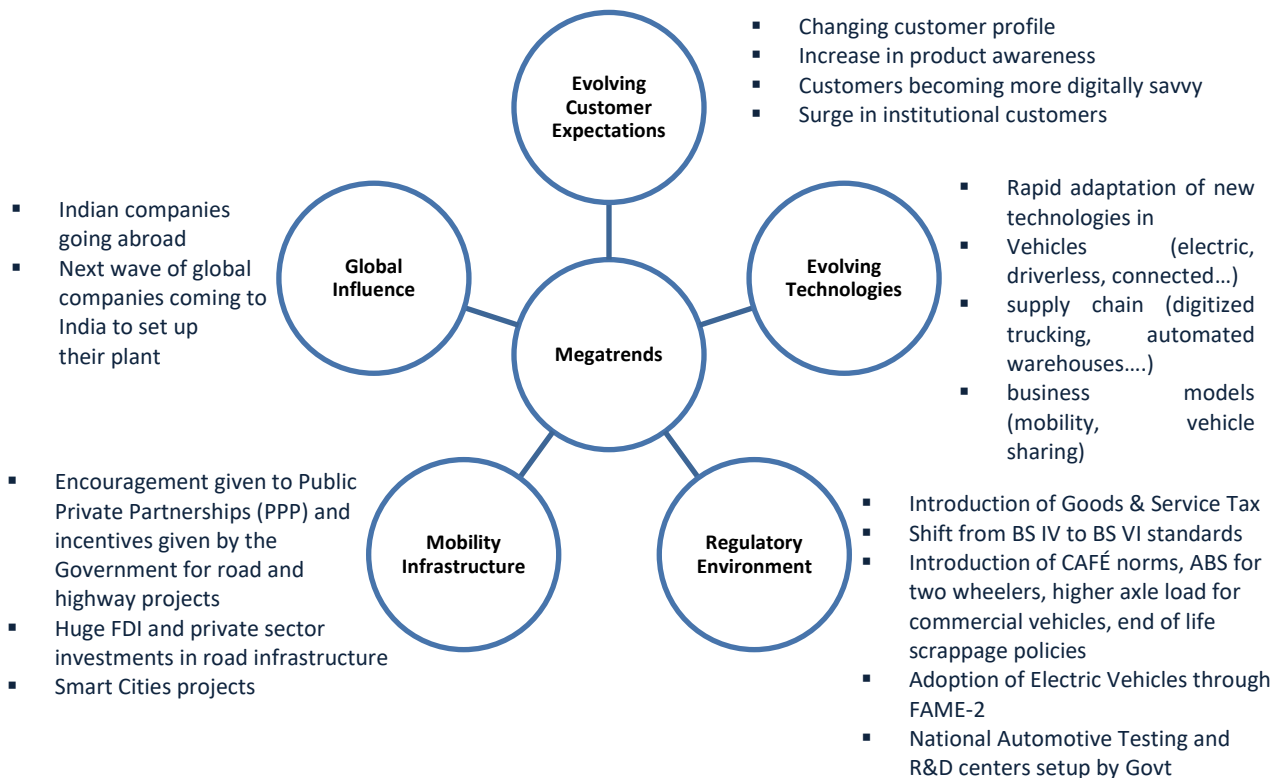 Evolving
Customer
Expectations
▪ Changing customer profile
▪ Increase in product awareness
▪ Customers becoming more digitally savvy
▪ Surge in institutional customers
▪ Indian companies
going abroad
▪ Next wave of global
companies coming to
India to set up
their plant
Global
Influence
Megatrends
Evolving
Technologies
▪ Rapid adaptation of new
technologies in
▪ Vehicles (electric,
driverless, connected...)
▪ supply chain (digitized
trucking, automated
warehouses....)
▪ business models
(mobility, vehicle
sharing)
▪ Encouragement given to Public
Private Partnerships (PPP) and
incentives given by the
Government for road and
highway projects
▪ Huge FDI and private sector
investments in road infrastructure
▪ Smart Cities projects
Mobility
Infrastructure
Regulatory
Environment
▪ Introduction of Goods & Service Tax
▪ Shift from BS IV to BS VI standards
▪ Introduction of CAFÉ norms, ABS for
two wheelers, higher axle load for
commercial vehicles, end of life
scrappage policies
▪ Adoption of Electric Vehicles through
FAME-2
▪ National Automotive Testing and
R&D centers setup by Govt